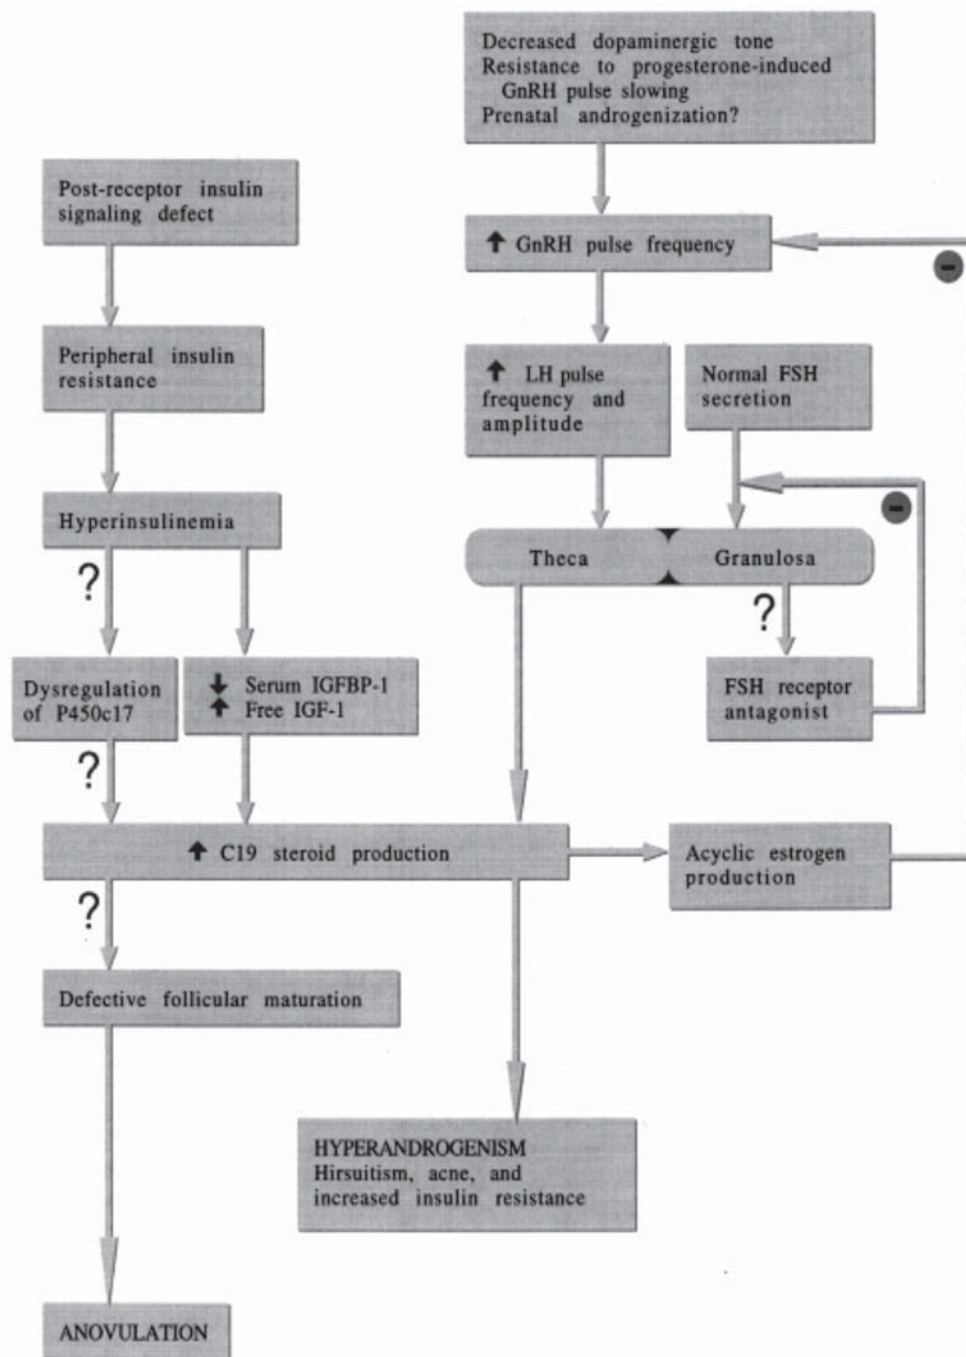 Decreased dopaminergic tone
Resistance to progesterone-induced
GnRH pulse slowing
Prenatal androgenization?
Post-receptor insulin
signaling defect
↑ GnRH pulse frequency
−
Peripheral insulin
resistance
↑ LH pulse
frequency and
amplitude
Normal FSH
secretion
Hyperinsulinemia
−
Theca
Granulosa
?
?
Dysregulation
of P450c17
↓ Serum IGFBP-1
↑ Free IGF-1
FSH receptor
antagonist
?
↑ C19 steroid production
Acyclic estrogen
production
?
Defective follicular maturation
HYPERANDROGENISM
Hirsuitism, acne, and
increased insulin resistance
ANOVULATION